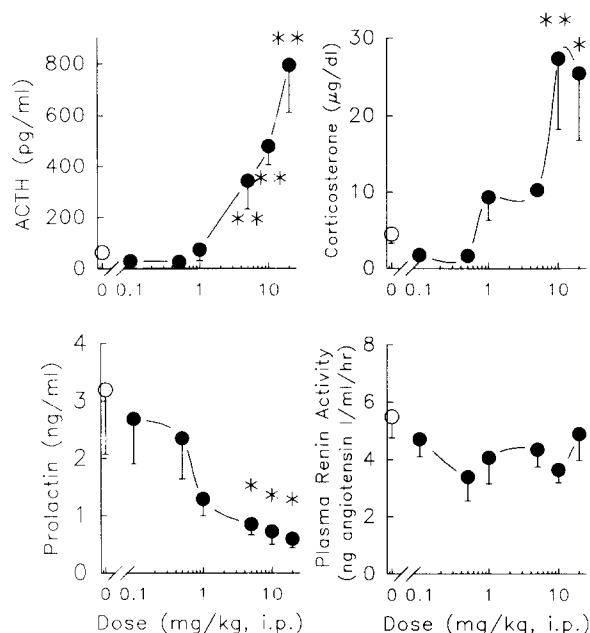 ACTH (pg/ml)
800
600
400
200
0
0 0.1 1 10
** 
**
**
Corticosterone (μg/dl)
30
20
10
0
0 0.1 1 10
**
*
Prolactin (ng/ml)
4
3
2
1
0
0 0.1 1 10
* * *
Dose (mg/kg, i.p.)
Plasma Renin Activity
(ng angiotensin I/ml/hr)
8
6
4
2
0
0 0.1 1 10
Dose (mg/kg, i.p.)